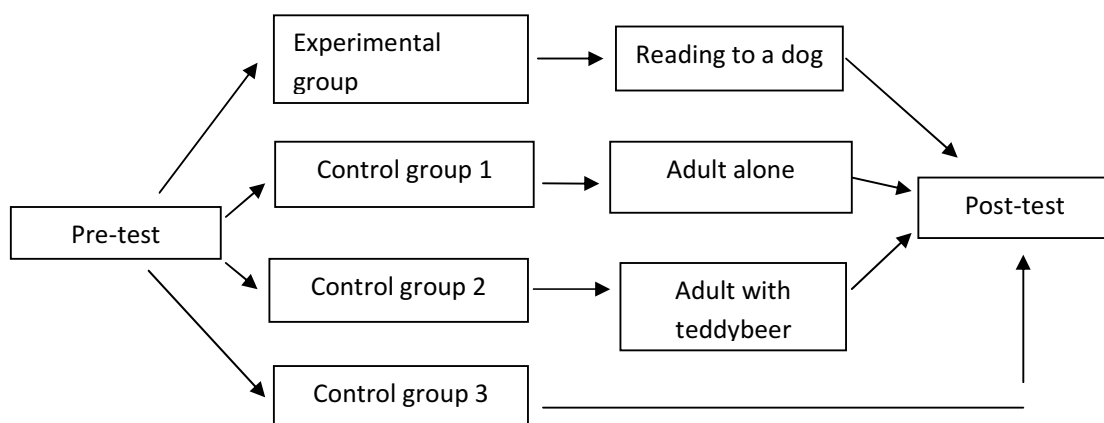 Experimental
group
Reading to a dog
Control group 1
Adult alone
Pre-test
Post-test
Control group 2
Adult with
teddybeer
Control group 3